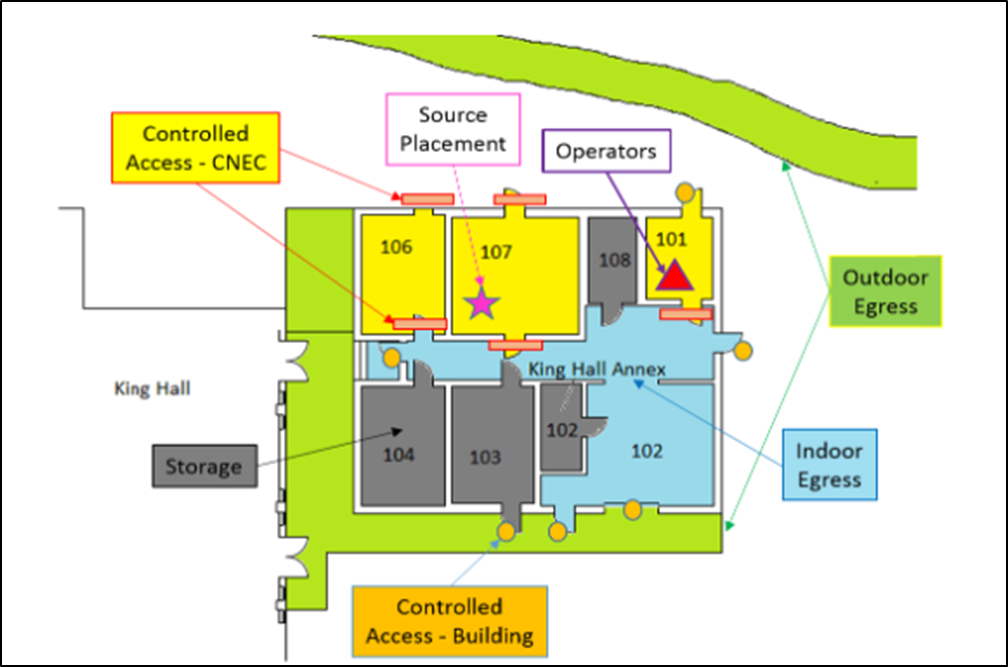 Source
Placement
Controlled
Access - CNEC
Operators
106
107
108
101
Outdoor
Egress
King Hall Annex
King Hall
102
102
104
103
Storage
Indoor
Egress
Controlled
Access - Building